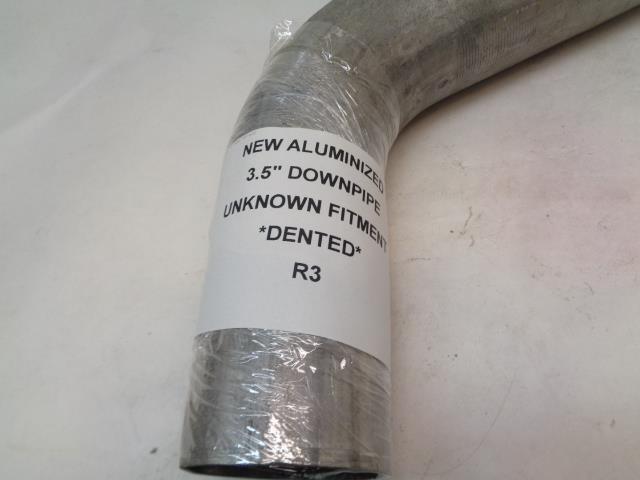 NEW ALUMINIZED
3.5" DOWNPIPE
UNKNOWN FITMENT
*DENTED*
R3